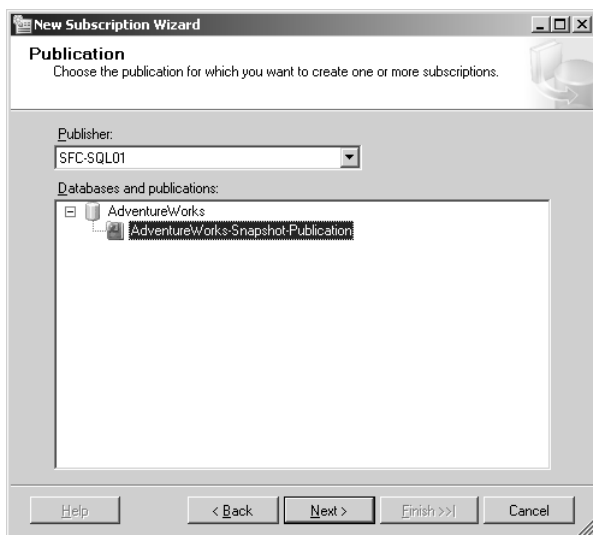 New Subscription Wizard
Publication
Choose the publication for which you want to create one or more subscriptions.
Publisher:
SFC-SQL01
Databases and publications:
AdventureWorks
AdventureWorks-Snapshot-Publication
Help
< Back
Next >
Finish >>|
Cancel